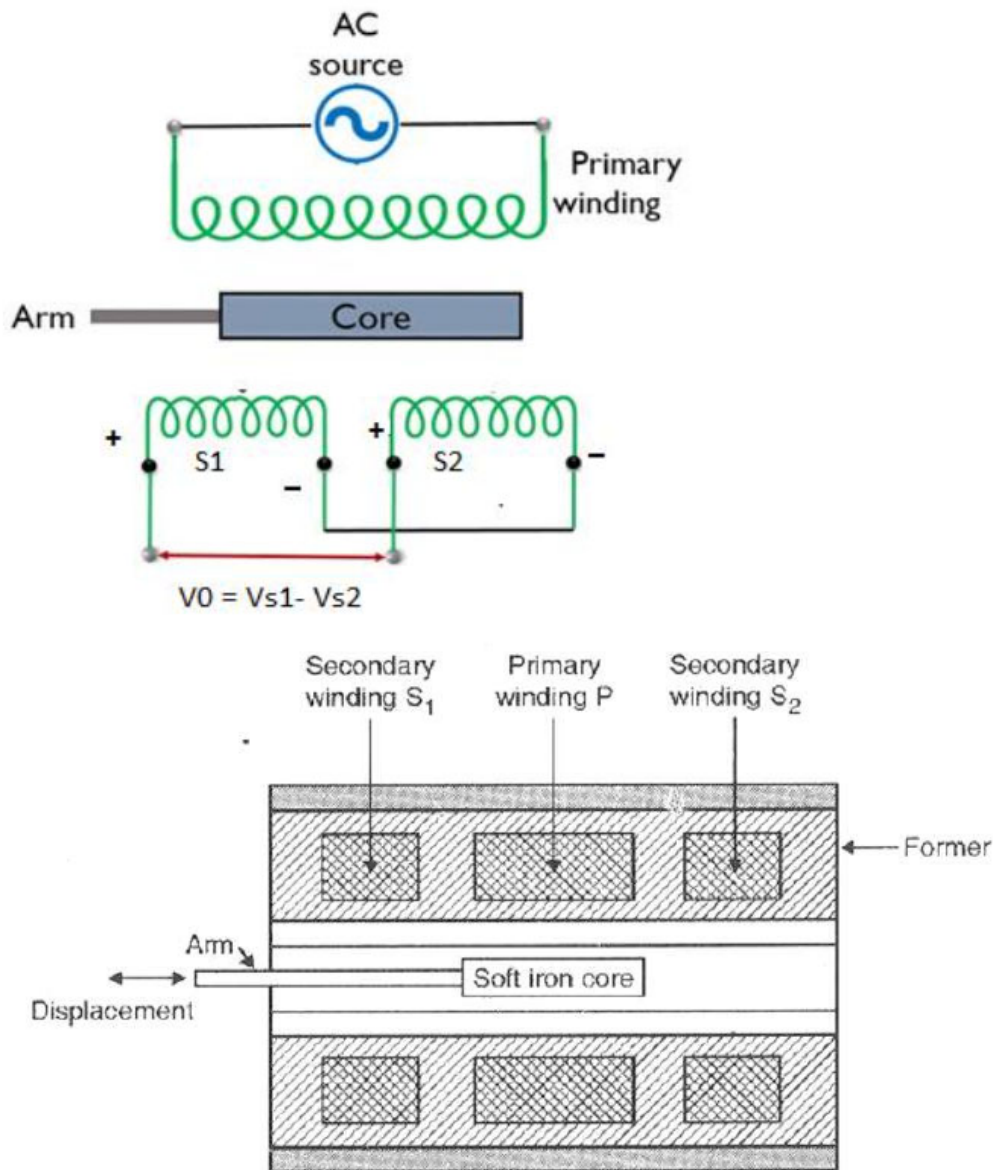 AC
source
Primary
winding
Arm
Core
+
S1
−
+
S2
−
V0 = Vs1- Vs2
Secondary
winding S₁
Primary
winding P
Secondary
winding S₂
Former
Arm
Soft iron core
Displacement